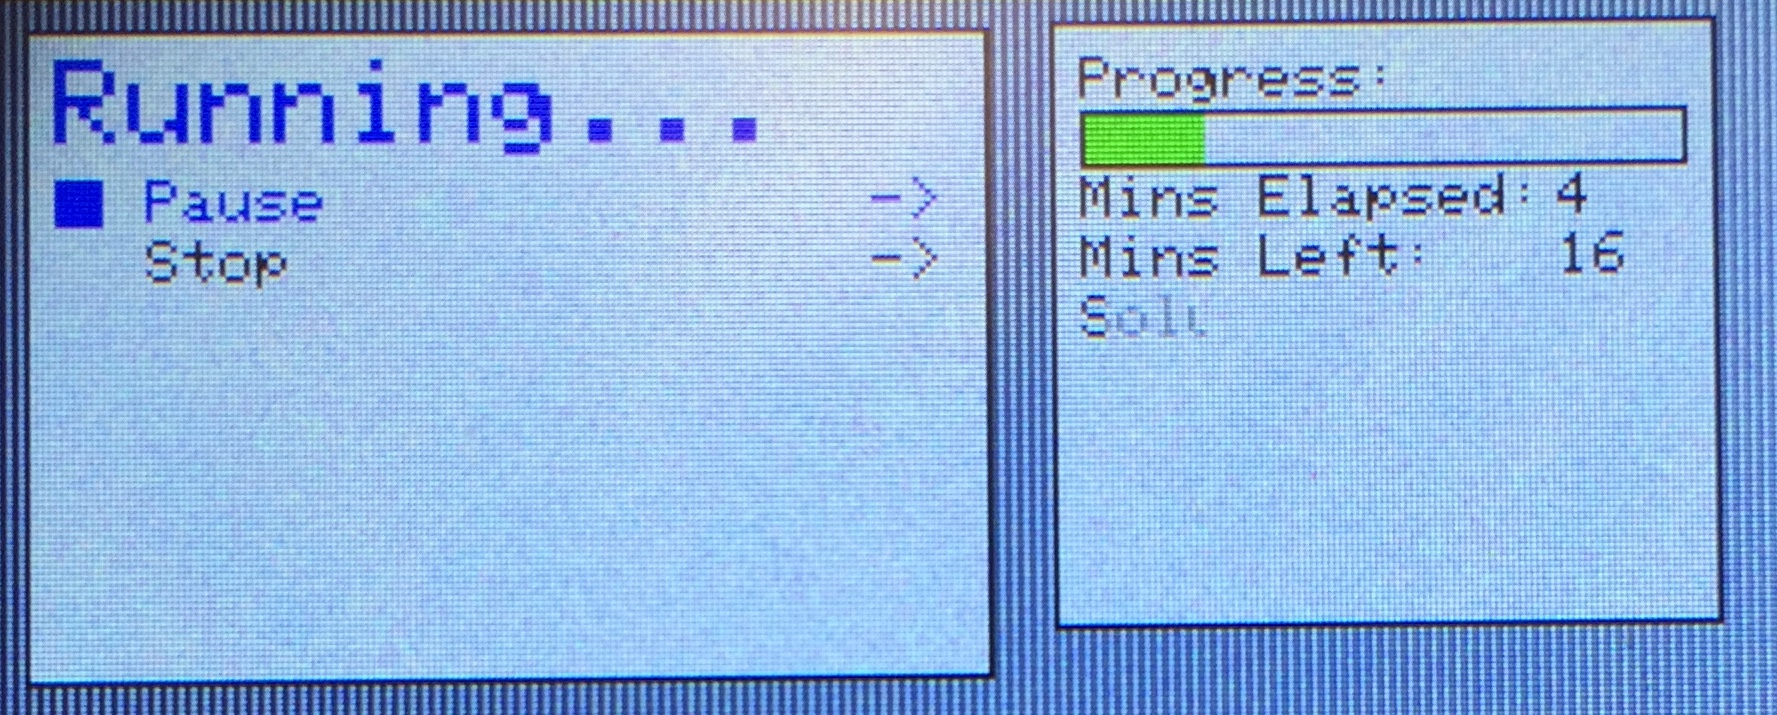 Running...
Pause ->
Stop ->
Progress:
Mins Elapsed: 4
Mins Left: 16